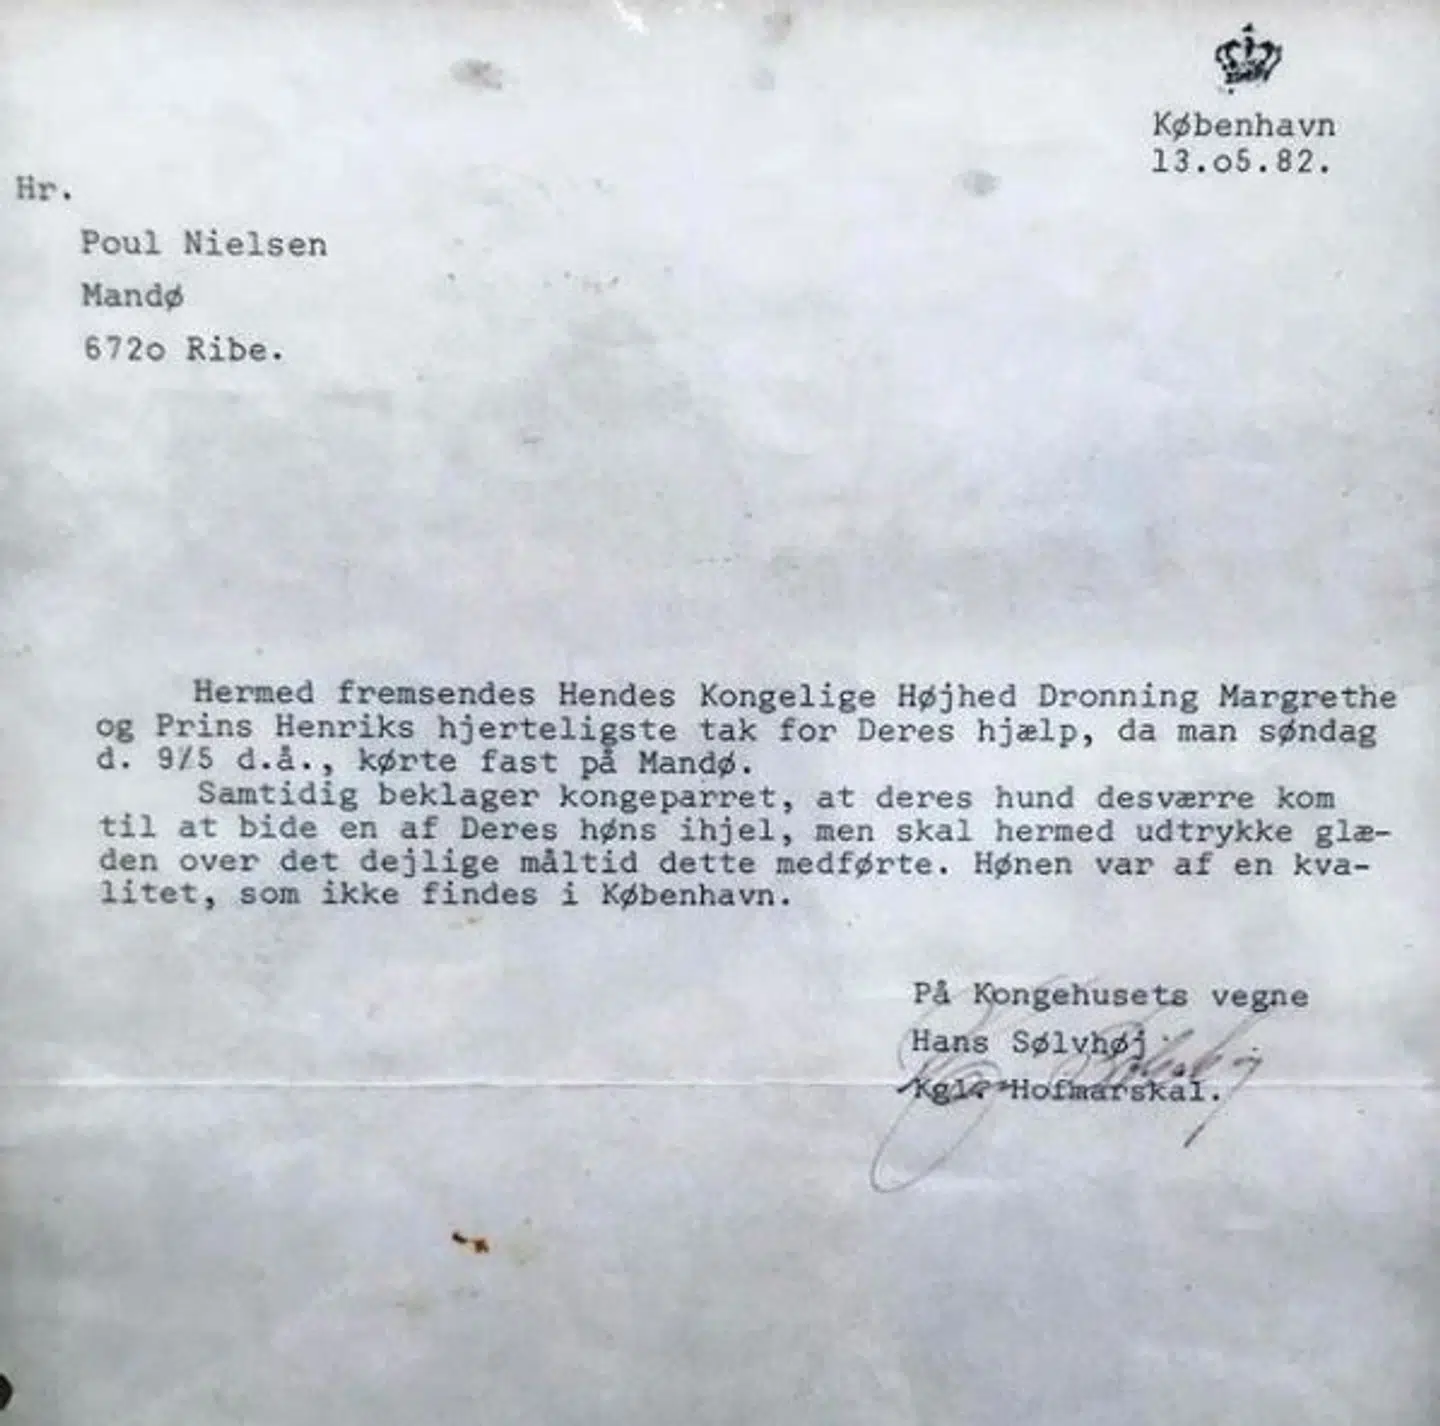 København
13.o5.82.
Hr.
Poul Nielsen
Mandø
672o Ribe.
Hermed fremsendes Hendes Kongelige Højhed Dronning Margrethe
og Prins Henriks hjerteligste tak for Deres hjælp, da man søndag
d. 9/5 d.å., kørte fast på Mandø.
Samtidig beklager kongeparret, at deres hund desværre kom
til at bide en af Deres høns ihjel, men skal hermed udtrykke glæ-
den over det dejlige måltid dette medførte. Hønen var af en kva-
litet, som ikke findes i København.
På Kongehusets vegne
Hans Sølvhøj
Kgl. Hofmarskal.